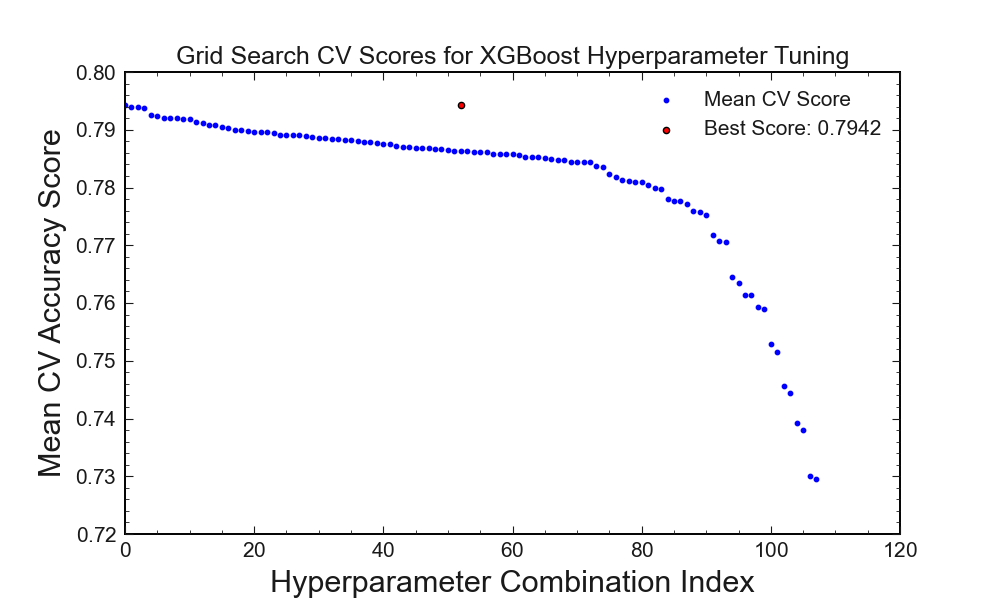 Grid Search CV Scores for XGBoost Hyperparameter Tuning
Mean CV Score
Best Score: 0.7942
Mean CV Accuracy Score
0.80
0.79
0.78
0.77
0.76
0.75
0.74
0.73
0.72
0 20 40 60 80 100 120
Hyperparameter Combination Index